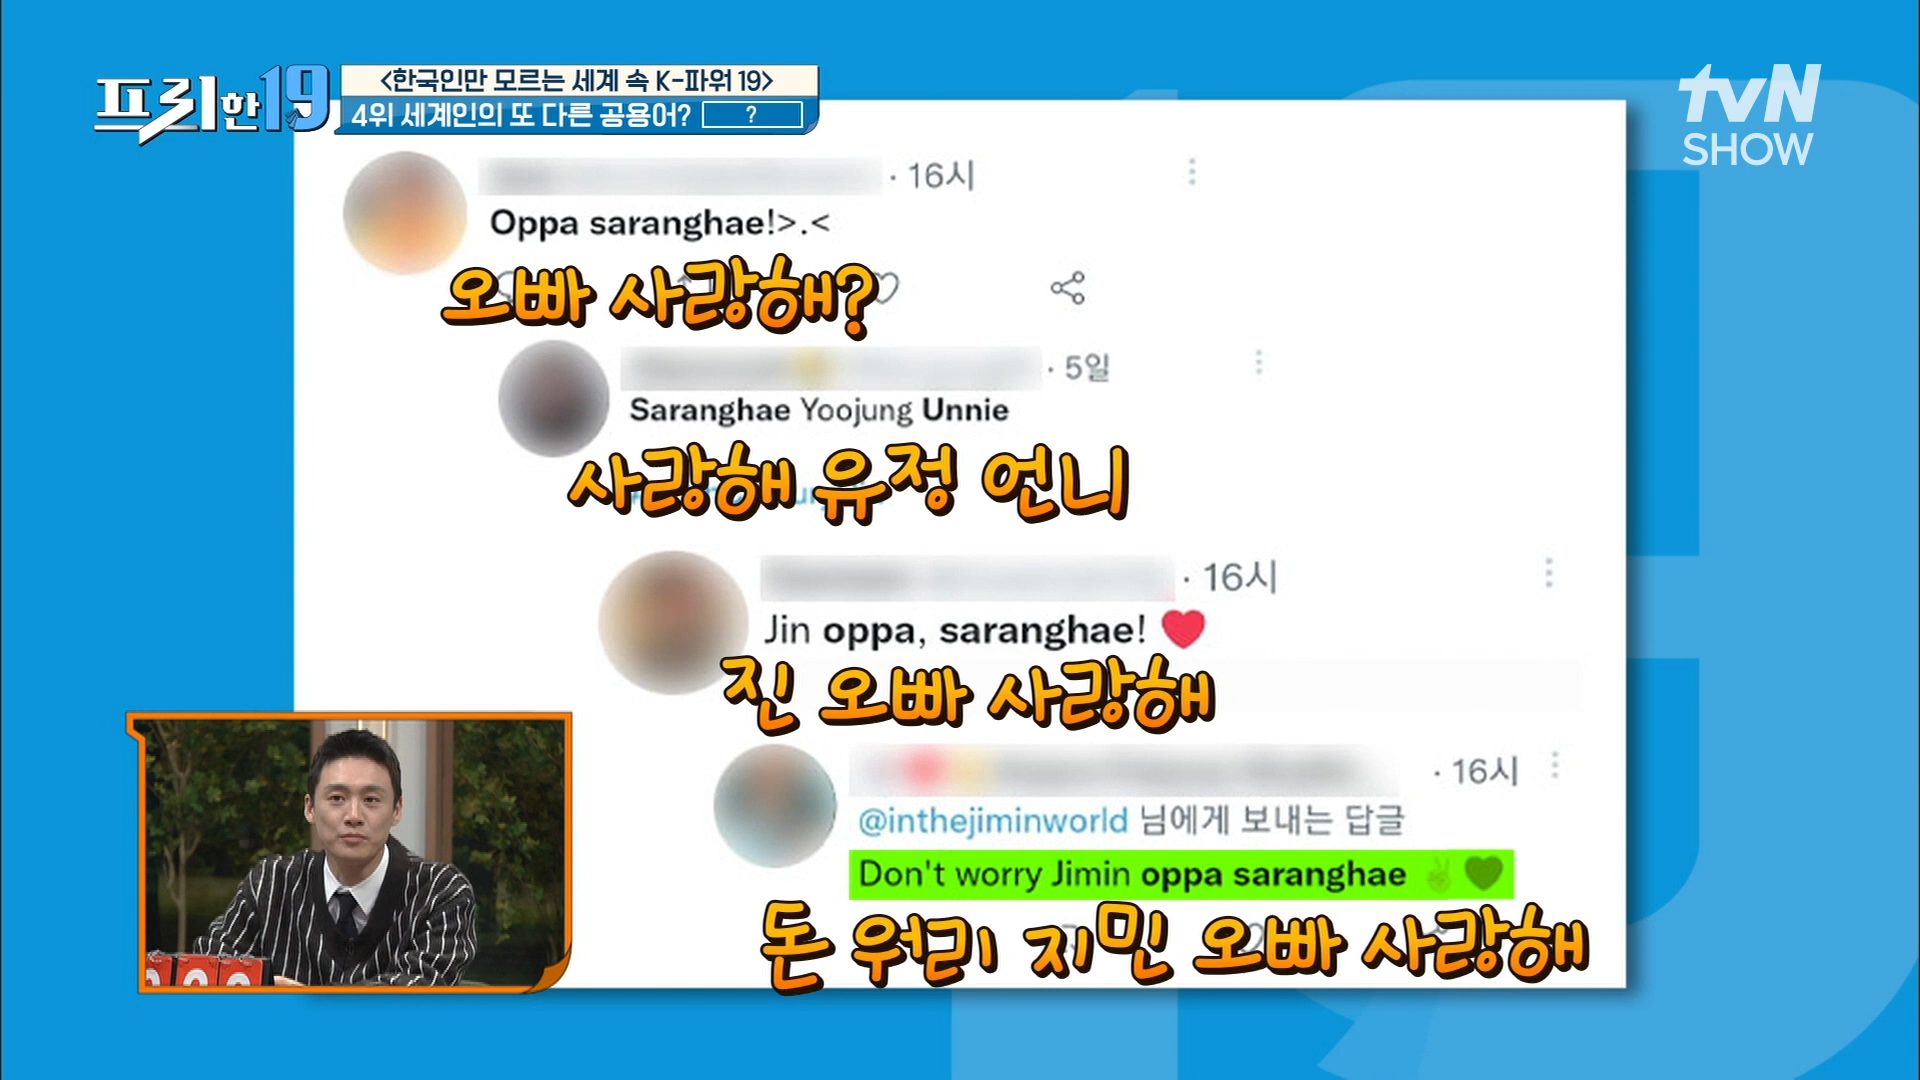 프리한19
<한국인만 모르는 세계 속 K-파워 19>
4위 세계인의 또 다른 공용어? ?
tvN
SHOW
· 16시
Oppa saranghae!>.<
오빠 사랑해?
· 5일
Saranghae Yoojung Unnie
사랑해 유정 언니
· 16시
Jin oppa, saranghae! ❤
진 오빠 사랑해
· 16시
@inthejiminworld 님에게 보내는 답글
Don't worry Jimin oppa saranghae ✌🖤
돈 워리 지민 오빠 사랑해